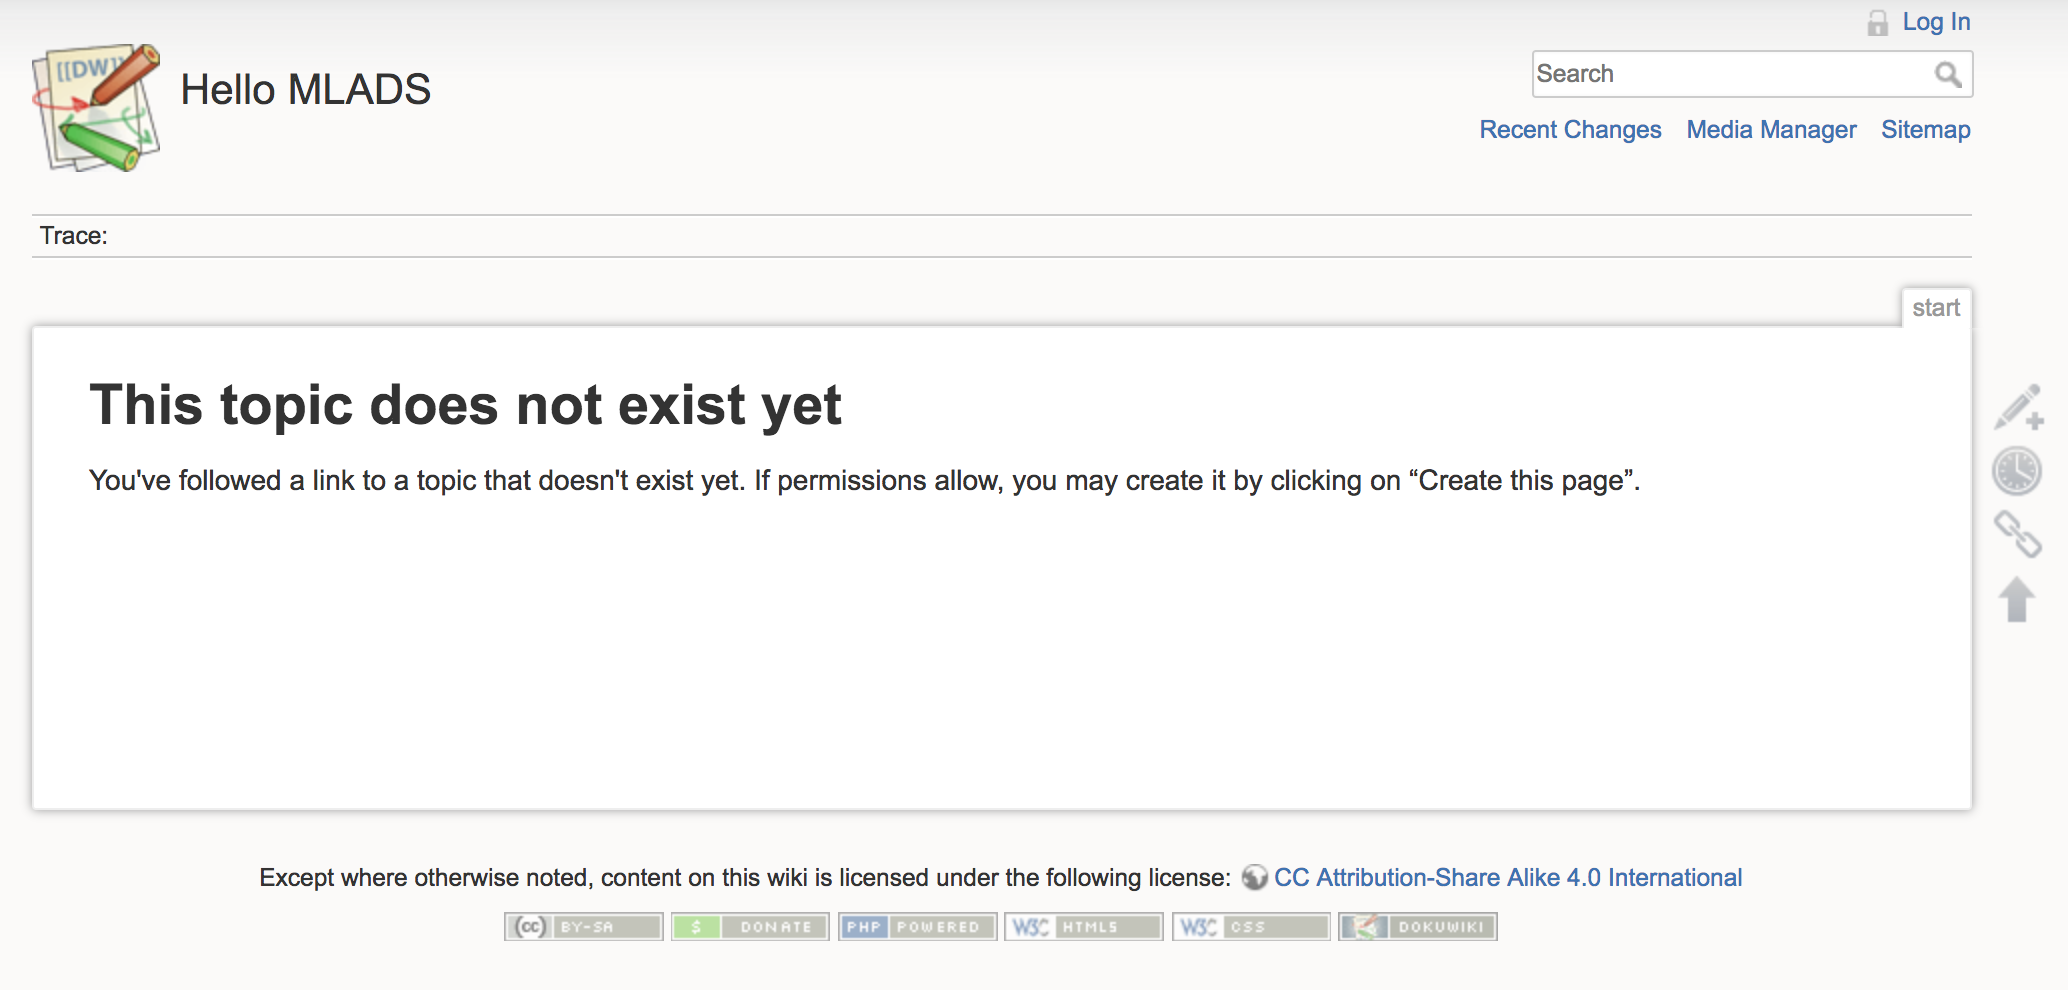 Log In
[[DW]]
Hello MLADS
Search
Recent Changes Media Manager Sitemap
Trace:
start
This topic does not exist yet
You've followed a link to a topic that doesn't exist yet. If permissions allow, you may create it by clicking on “Create this page”.
Except where otherwise noted, content on this wiki is licensed under the following license: CC Attribution-Share Alike 4.0 International
(cc) BY-SA $ DONATE PHP POWERED W3C HTML5 W3C CSS DOKUWIKI